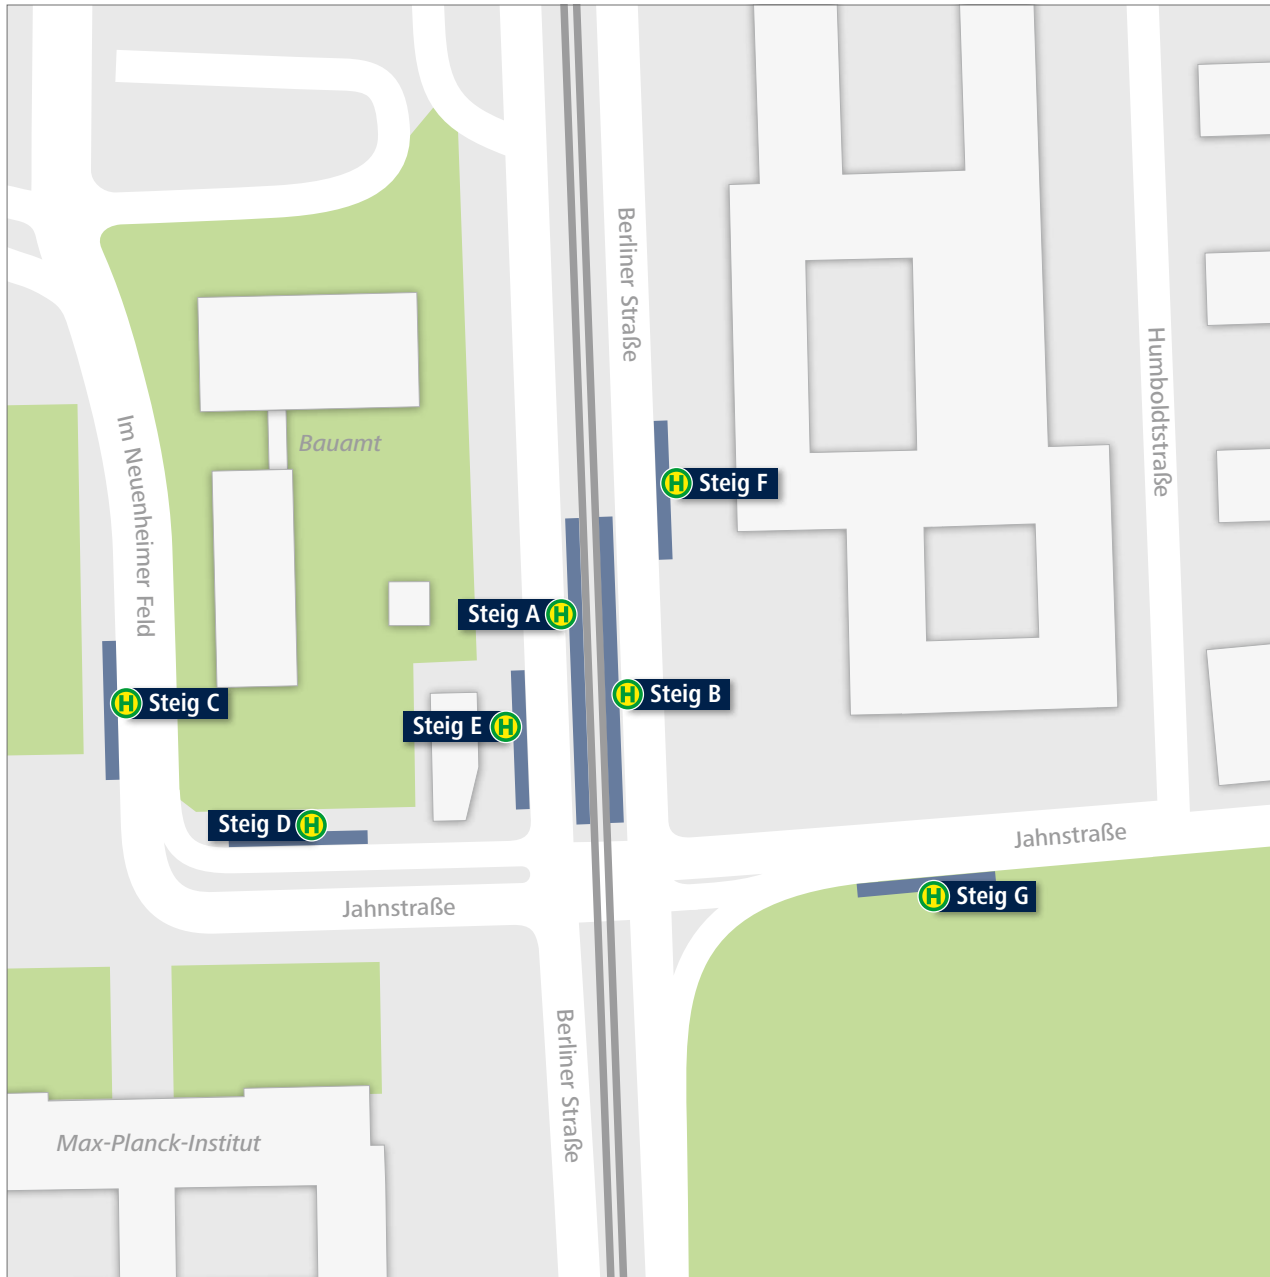 Berliner Straße
Humboldtstraße
Im Neuenheimer Feld
Bauamt
H Steig F
Steig A H
H Steig B
H Steig C
Steig E H
Steig D H
Jahnstraße
H Steig G
Jahnstraße
Berliner Straße
Max-Planck-Institut